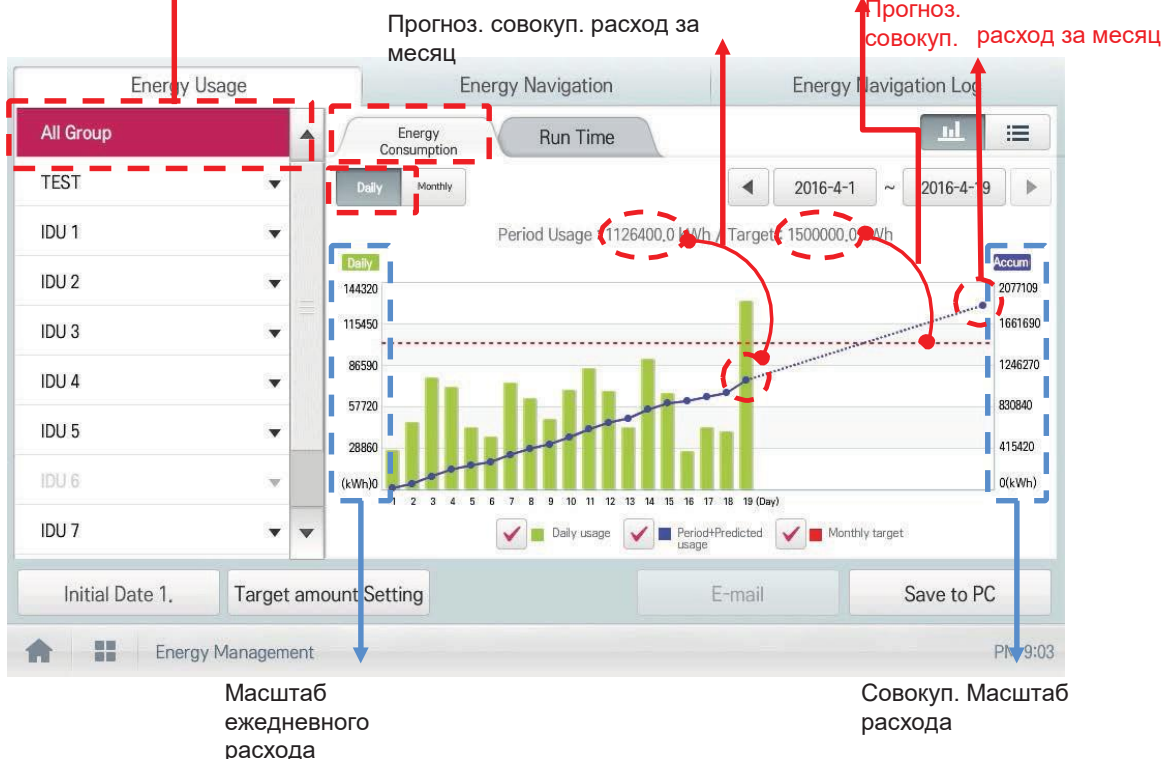 Прогноз. совокуп. расход за
месяц
Прогноз.
совокуп. расход за месяц
Energy Usage
Energy Navigation
Energy Navigation Log
All Group
TEST
IDU 1
IDU 2
IDU 3
IDU 4
IDU 5
IDU 6
IDU 7
Energy
Consumption
Run Time
Daily
Monthly
2016-4-1 ~ 2016-4-19
Period Usage : 1126400.0 kWh / Target : 1500000.0 kWh
Daily
144320
115450
86590
57720
28860
(kWh)0
Accum
2077109
1661690
1246270
830840
415420
0(kWh)
1 2 3 4 5 6 7 8 9 10 11 12 13 14 15 16 17 18 19 (Day)
Daily usage
Period+Predicted
usage
Monthly target
Initial Date 1.
Target amount Setting
E-mail
Save to PC
Energy Management
PM 9:03
Масштаб
ежедневного
расхода
Совокуп. Масштаб
расхода